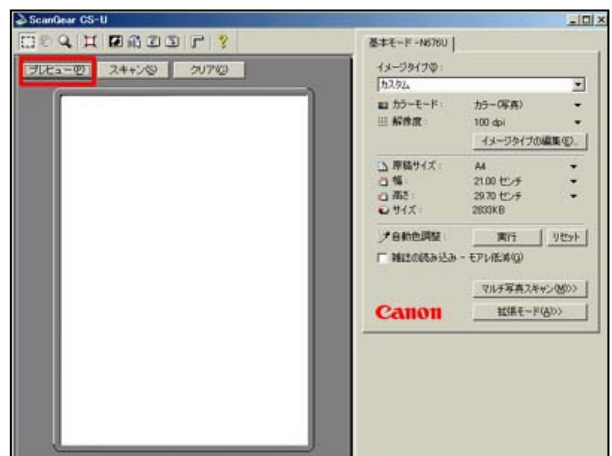 ScanGear CS-U
プレビュー(P) スキャン(S) クリア(C)
基本モード - N676U
イメージタイプ(I) :
カスタム
カラーモード : カラー(写真)
解像度 : 100 dpi
イメージタイプの編集(E)...
原稿サイズ : A4
幅 : 21.00 センチ
高さ : 29.70 センチ
サイズ : 2833KB
自動色調整 : 実行 リセット
雑誌の読み込み - モアレ低減(Q)
マルチ写真スキャン(M)>>
Canon 拡張モード(A)>>